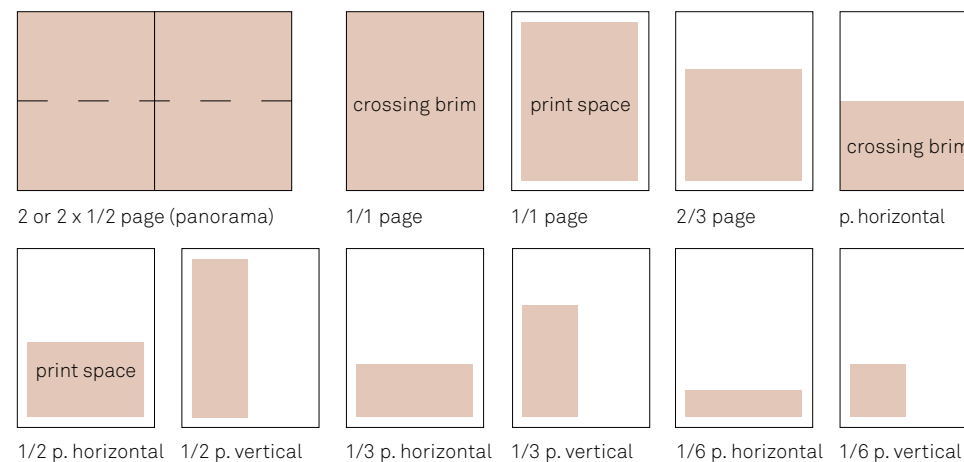 crossing brim
print space
crossing brim
2 or 2 x 1/2 page (panorama)
1/1 page
1/1 page
2/3 page
p. horizontal
print space
1/2 p. horizontal
1/2 p. vertical
1/3 p. horizontal
1/3 p. vertical
1/6 p. horizontal
1/6 p. vertical